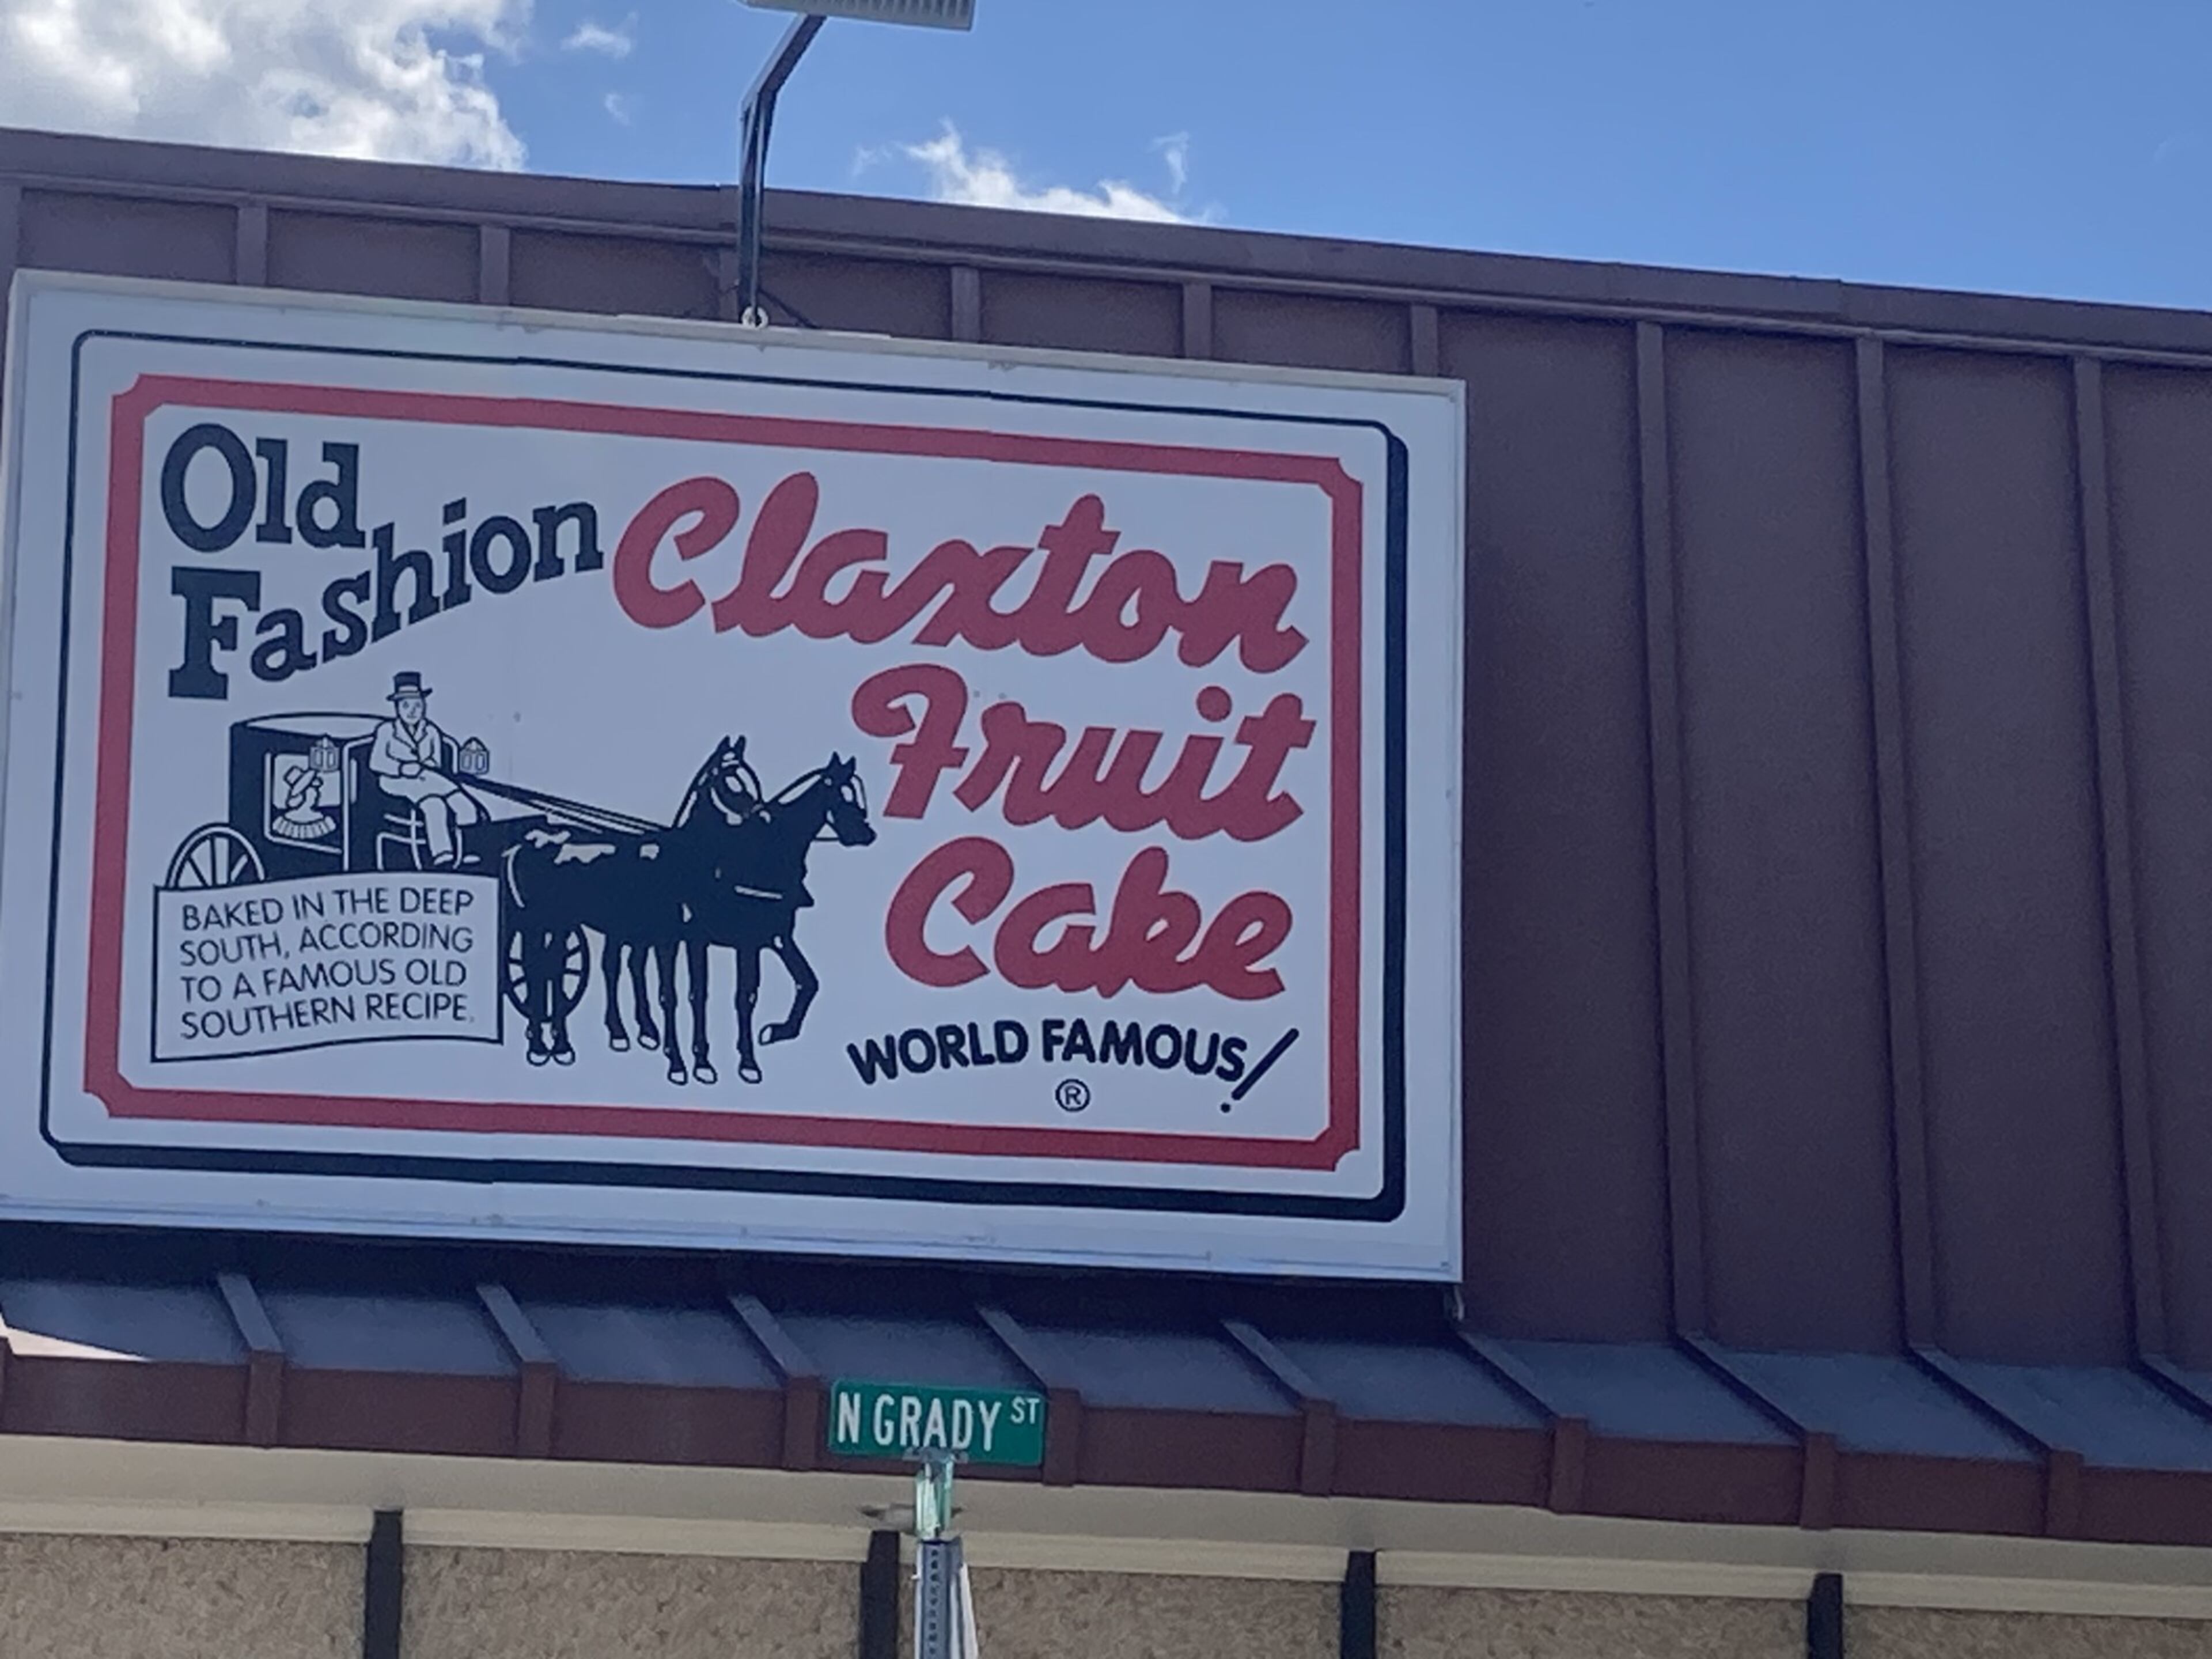 Old
Fashion
Claxton
Fruit
Cake
WORLD FAMOUS!
®
BAKED IN THE DEEP
SOUTH, ACCORDING
TO A FAMOUS OLD
SOUTHERN RECIPE.
N GRADY ST